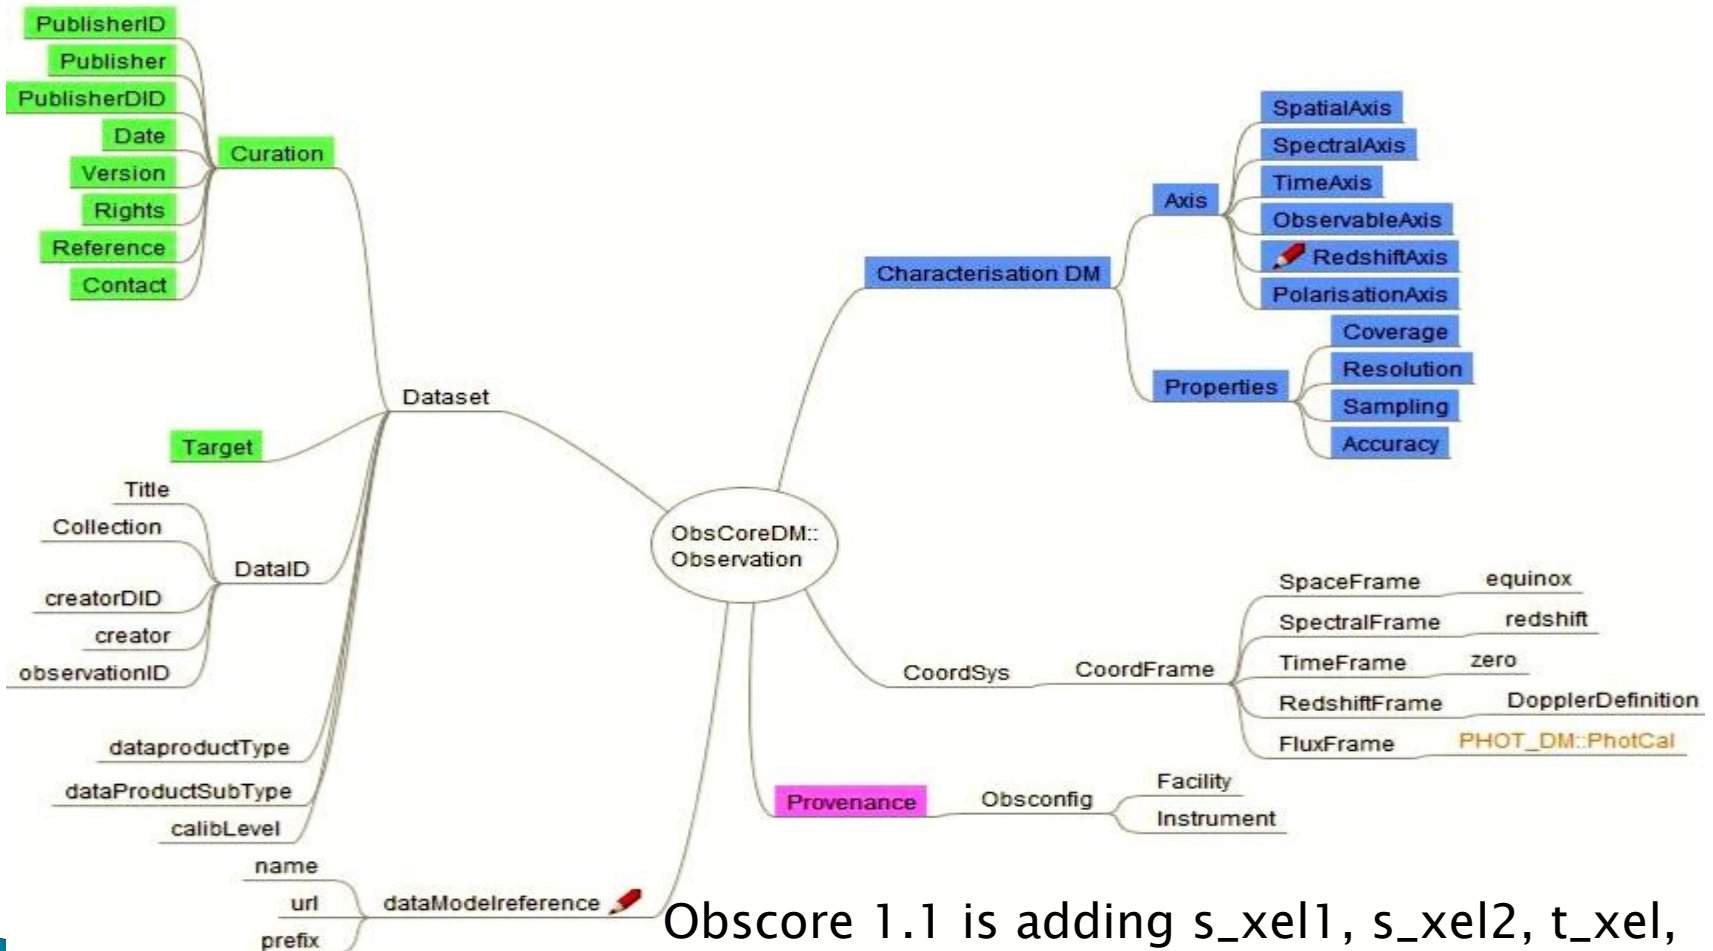 PublisherID
Publisher
PublisherDID
Date
Version
Rights
Reference
Contact
Curation
Dataset
Target
Title
Collection
creatorDID
creator
observationID
DataID
dataproductType
dataProductSubType
calibLevel
name
url
prefix
dataModelreference
ObsCoreDM::
Observation
Characterisation DM
Axis
SpatialAxis
SpectralAxis
TimeAxis
ObservableAxis
RedshiftAxis
PolarisationAxis
Properties
Coverage
Resolution
Sampling
Accuracy
CoordSys
CoordFrame
SpaceFrame
equinox
SpectralFrame
redshift
TimeFrame
zero
RedshiftFrame
DopplerDefinition
FluxFrame
PHOT_DM::PhotCal
Provenance
Obsconfig
Facility
Instrument
Obscore 1.1 is adding s_xel1, s_xel2, t_xel,